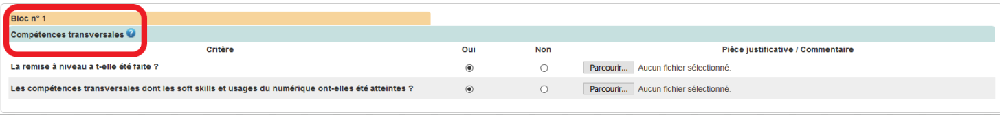 Bloc n° 1
Compétences transversales ?
Critère Oui Non Pièce justificative / Commentaire
La remise à niveau a t-elle été faite ? Parcourir... Aucun fichier sélectionné.
Les compétences transversales dont les soft skills et usages du numérique ont-elles été atteintes ? Parcourir... Aucun fichier sélectionné.